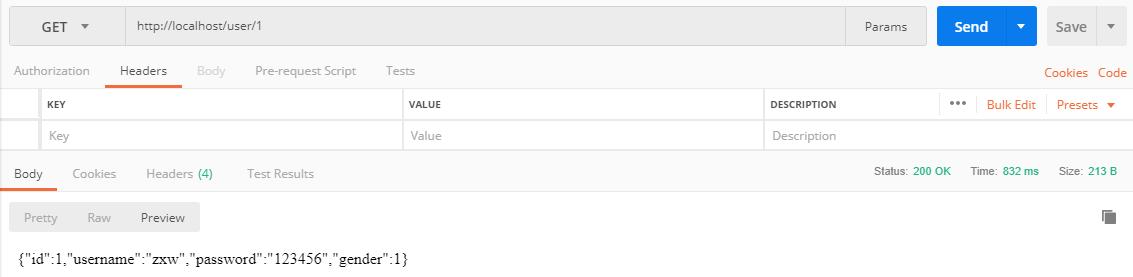 GET http://localhost/user/1 Params Send Save
Authorization Headers Body Pre-request Script Tests Cookies Code
KEY VALUE DESCRIPTION ••• Bulk Edit Presets
Key Value Description
Body Cookies Headers (4) Test Results Status: 200 OK Time: 832 ms Size: 213 B
Pretty Raw Preview
{"id":1,"username":"zxw","password":"123456","gender":1}